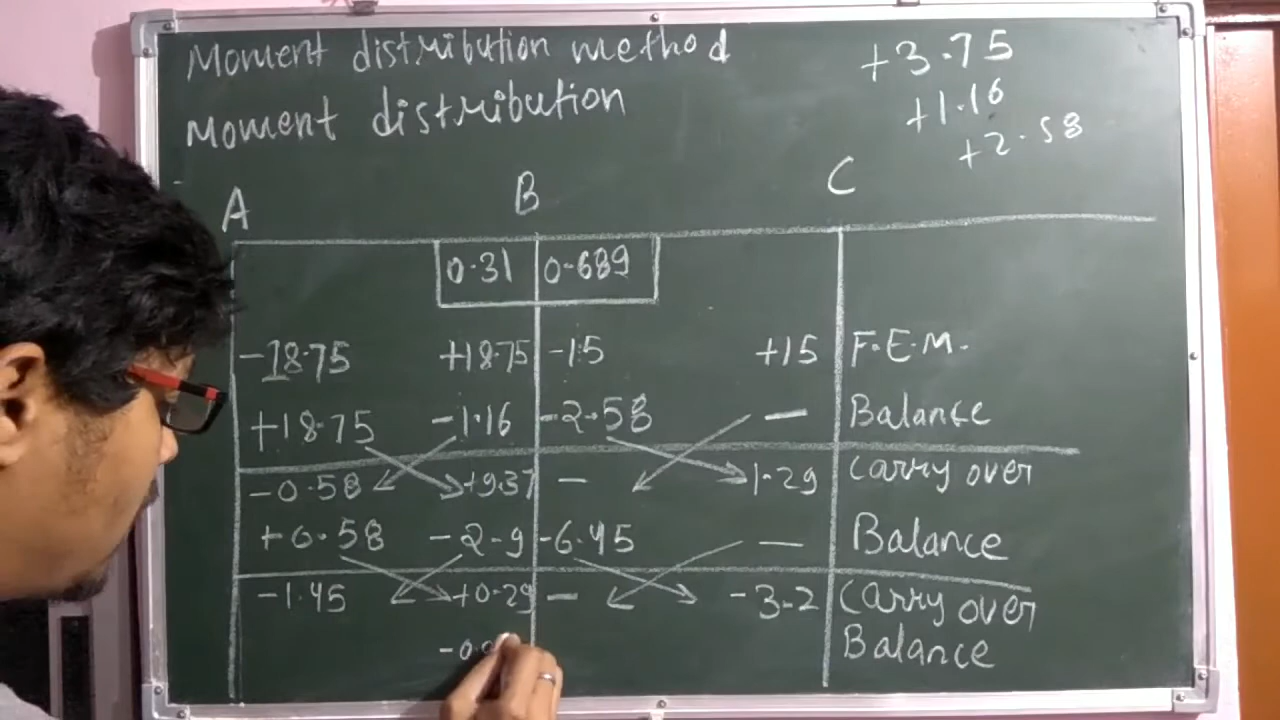 Moment distribution method
+3.75
Moment distribution
+1.16
+2.58
A B C
0.31 0.689
-18.75 +18.75 -15 +15 F.E.M.
+18.75 -1.16 -2.58 — Balance
-0.58 +9.37 — 1.29 Carry over
+0.58 -2.9 -6.45 — Balance
-1.45 +0.29 — -3.2 Carry over
Balance